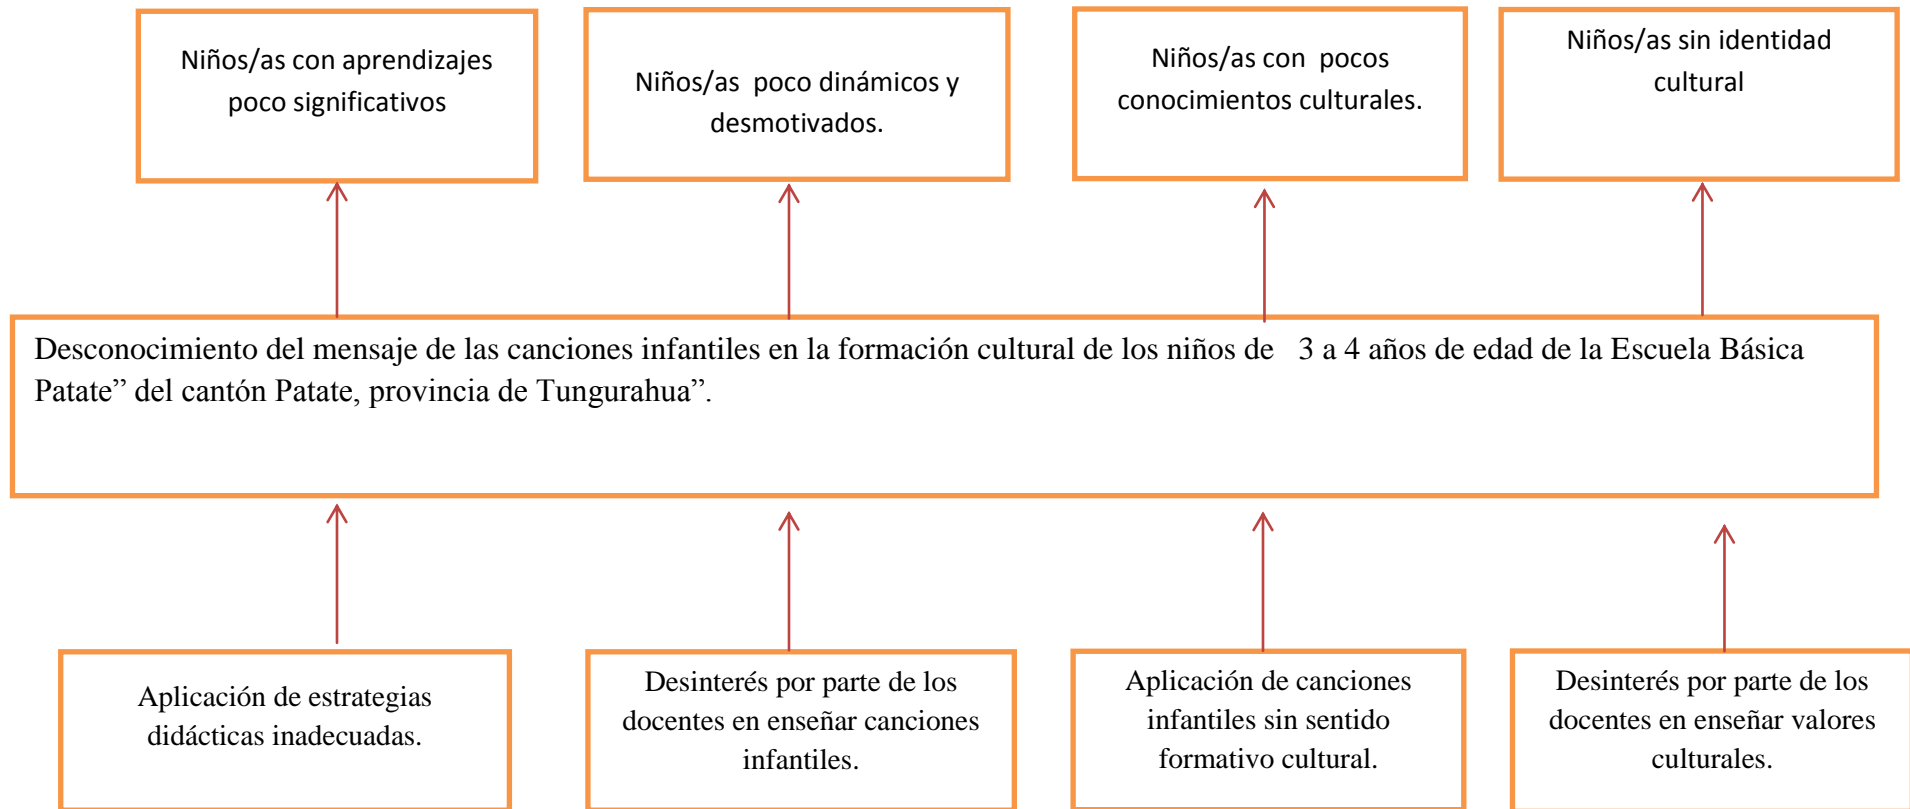 Niños/as con aprendizajes
poco significativos
Niños/as poco dinámicos y
desmotivados.
Niños/as con pocos
conocimientos culturales.
Niños/as sin identidad
cultural
Desconocimiento del mensaje de las canciones infantiles en la formación cultural de los niños de 3 a 4 años de edad de la Escuela Básica
Patate” del cantón Patate, provincia de Tungurahua”.
Aplicación de estrategias
didácticas inadecuadas.
Desinterés por parte de los
docentes en enseñar canciones
infantiles.
Aplicación de canciones
infantiles sin sentido
formativo cultural.
Desinterés por parte de los
docentes en enseñar valores
culturales.